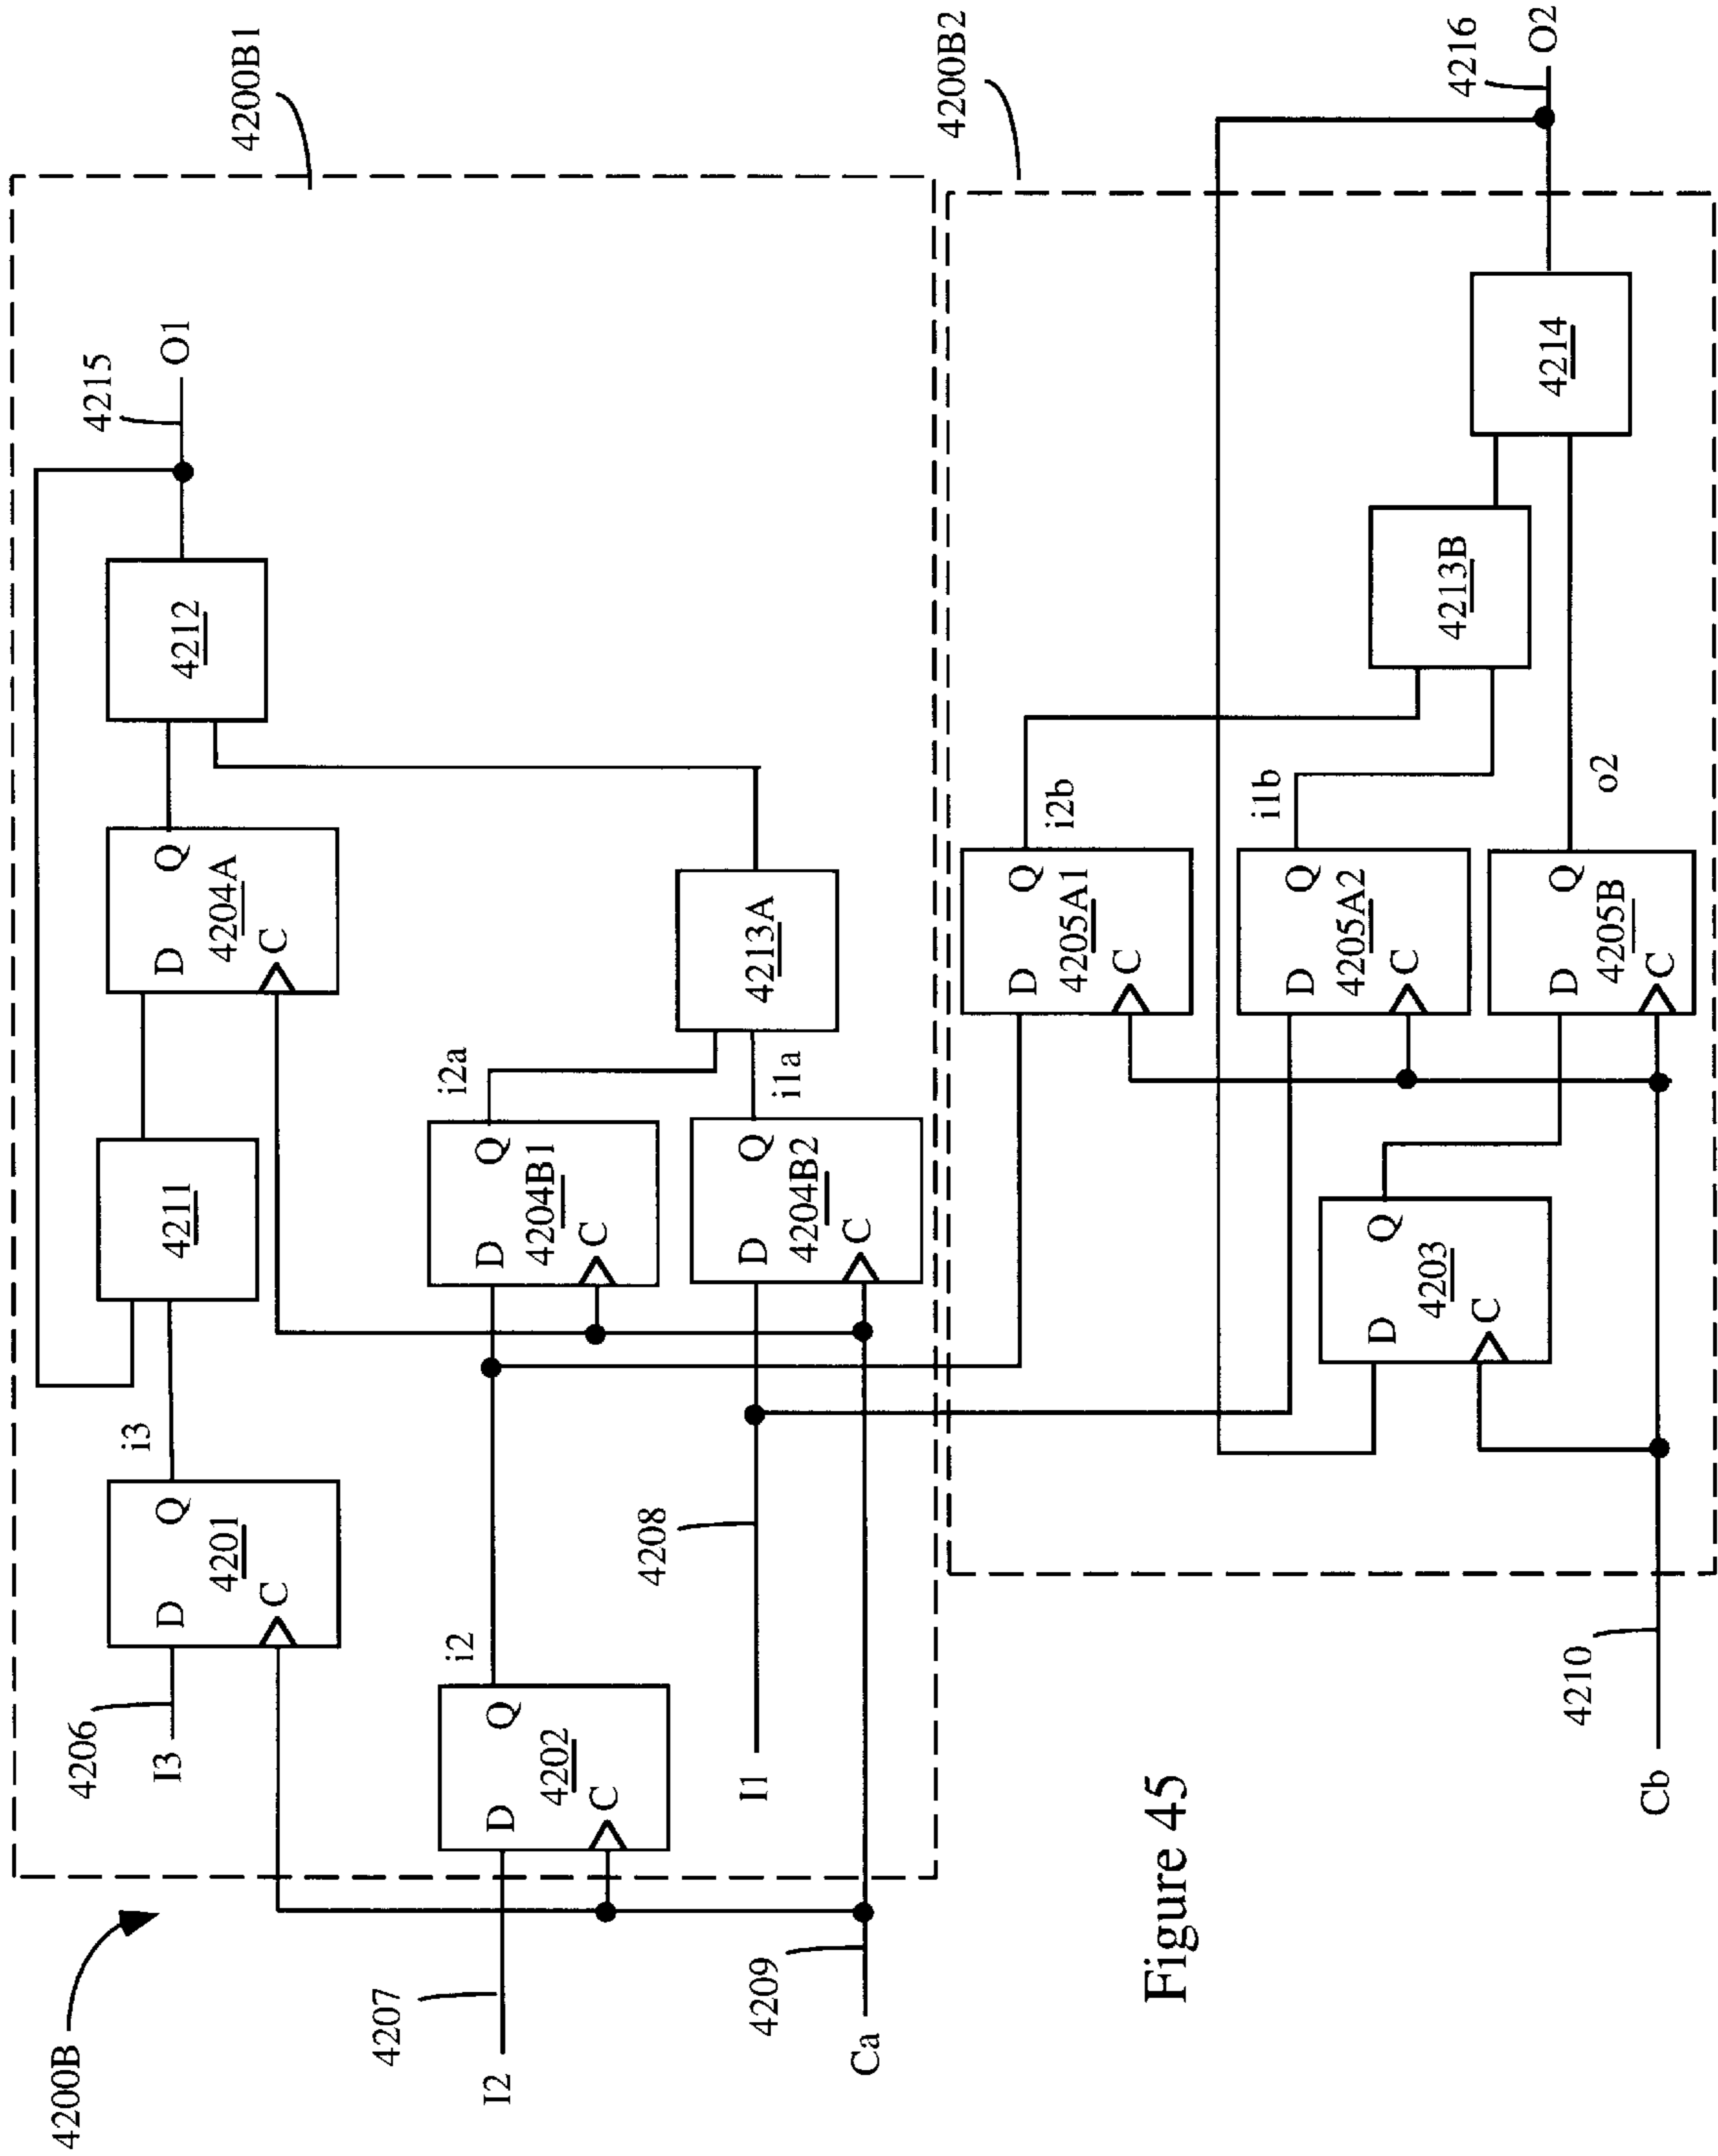 4200B
4200B1
4206
I3
D
Q
4201
C
i3
4211
D
Q
4204A
C
4212
4215
O1
4207
I2
D
Q
4202
C
i2
D
Q
4204B1
C
i2a
4208
I1
D
Q
4204B2
C
i1a
4213A
4209
Ca
4200B2
D
Q
4205A1
C
i2b
D
Q
4205A2
C
i1b
4213B
D
Q
4203
C
D
Q
4205B
C
o2
4214
4216
O2
4210
Cb
Figure 45